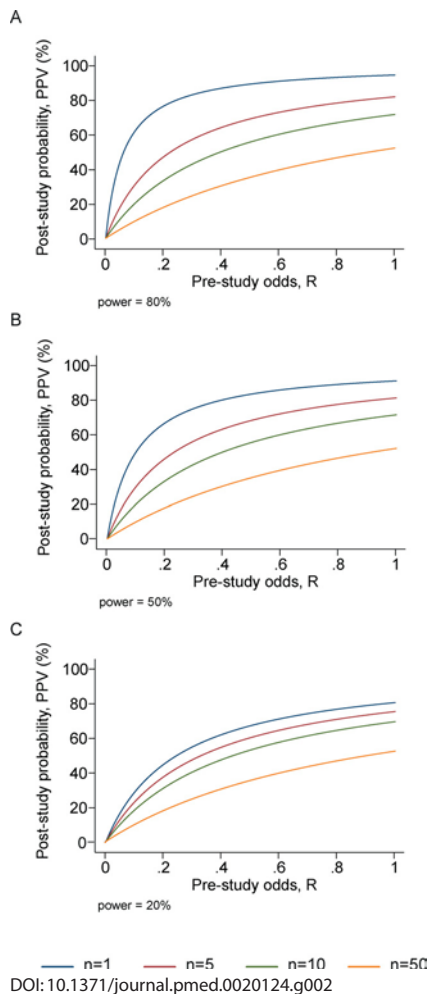 A
Post-study probability, PPV (%)
100
80
60
40
20
0
0 .2 .4 .6 .8 1
Pre-study odds, R
power = 80%
B
Post-study probability, PPV (%)
100
80
60
40
20
0
0 .2 .4 .6 .8 1
Pre-study odds, R
power = 50%
C
Post-study probability, PPV (%)
100
80
60
40
20
0
0 .2 .4 .6 .8 1
Pre-study odds, R
power = 20%
n=1 n=5 n=10 n=50
DOI: 10.1371/journal.pmed.0020124.g002